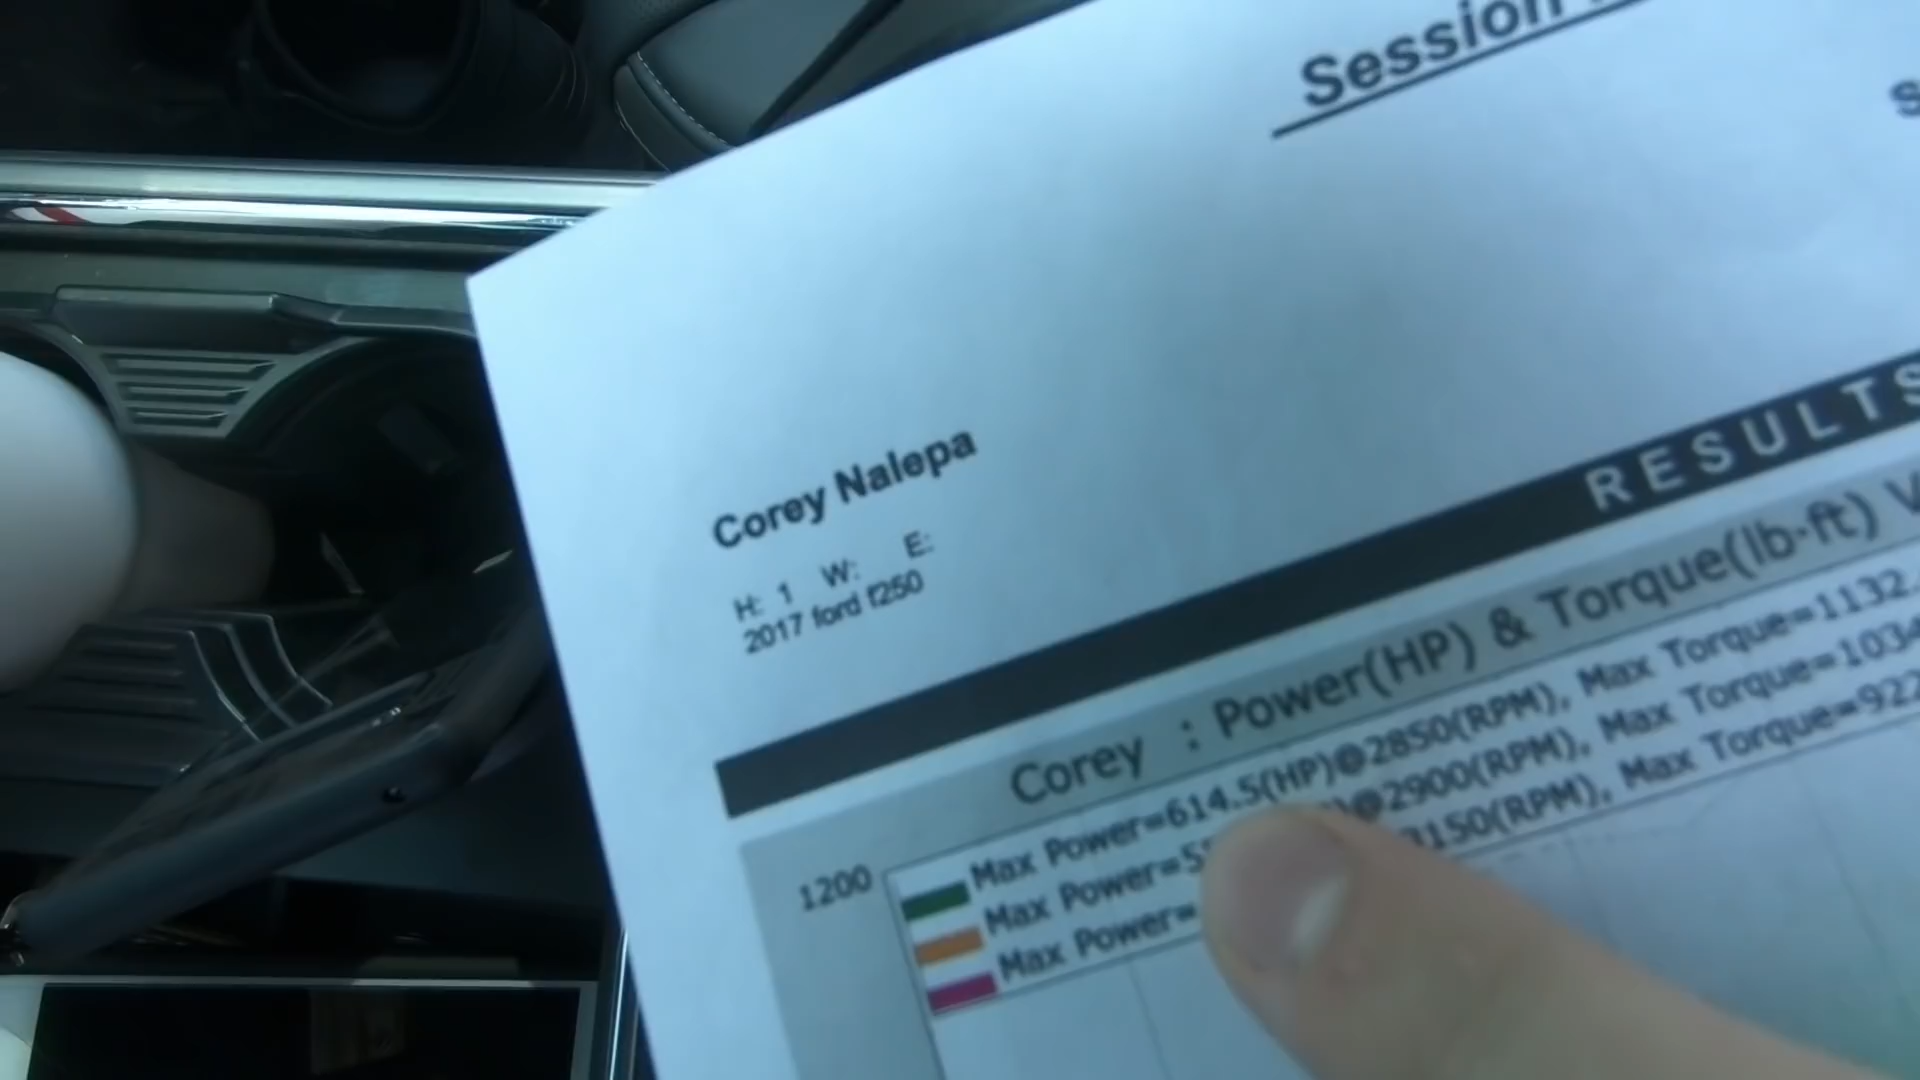 Session
Corey Nalepa
H: 1 W: E:
2017 ford f250
RESULTS
Corey : Power(HP) & Torque(lb-ft)
1200
Max Power=614.5(HP)@2850(RPM), Max Torque=1132.
Max Power=5 )@2900(RPM), Max Torque=1034
Max Power= 3150(RPM), Max Torque=922